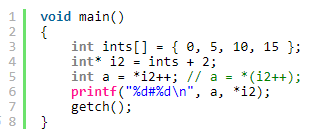 1 void main()
2 {
3     int ints[] = { 0, 5, 10, 15 };
4     int* i2 = ints + 2;
5     int a = *i2++; // a = *(i2++);
6     printf("%d#%d\n", a, *i2);
7     getch();
8 }